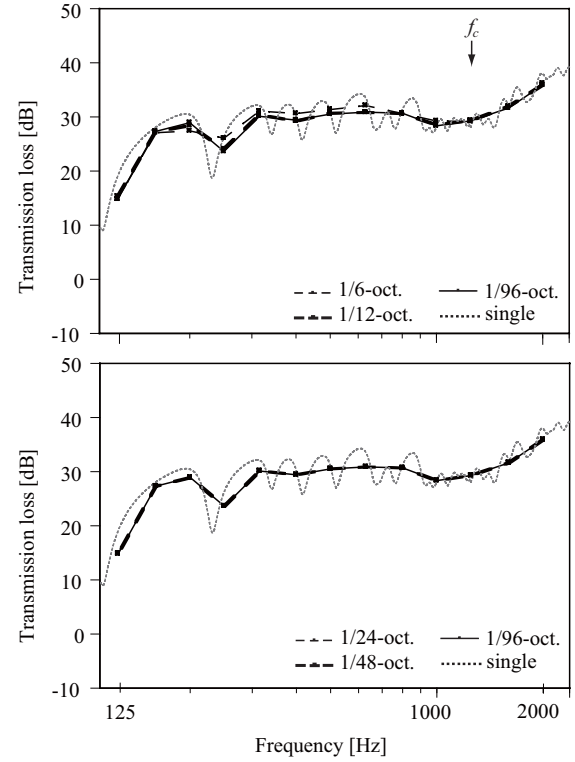 f_c
50
40
30
20
10
0
-10
Transmission loss [dB]
1/6-oct.
1/96-oct.
1/12-oct.
single
50
40
30
20
10
0
-10
Transmission loss [dB]
1/24-oct.
1/96-oct.
1/48-oct.
single
125
1000
2000
Frequency [Hz]